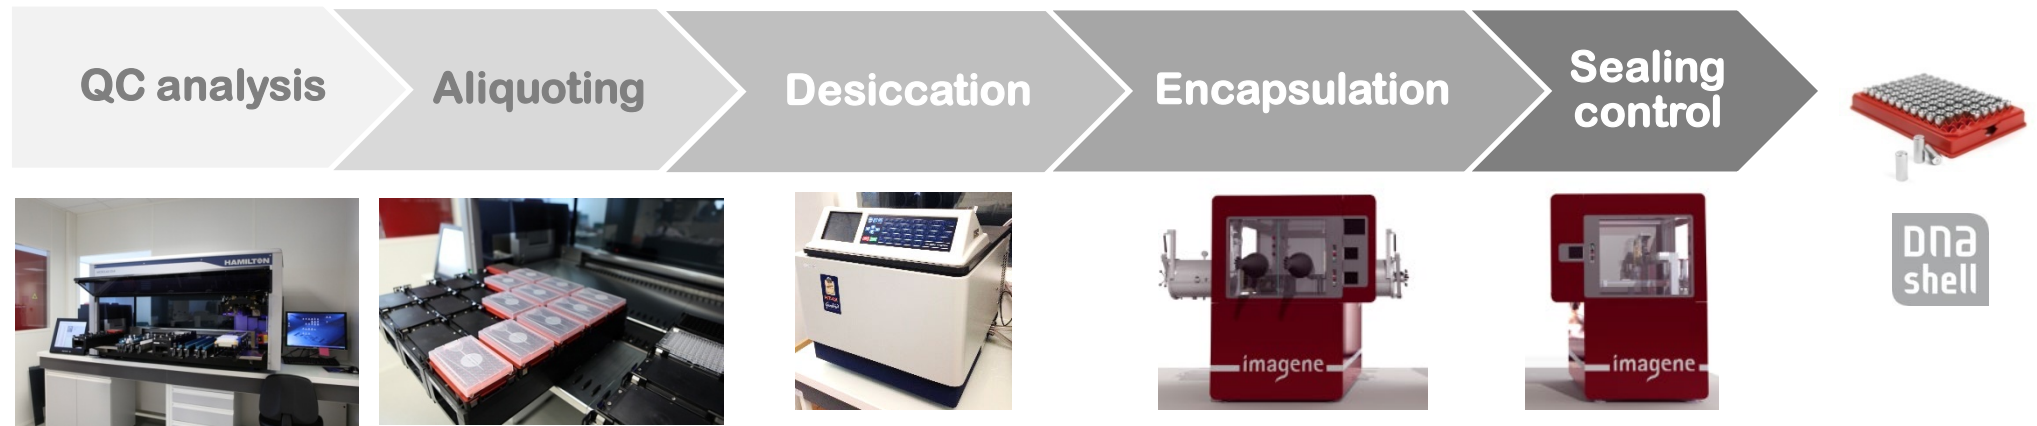 QC analysis
Aliquoting
Desiccation
Encapsulation
Sealing
control
HAMILTON
imagene
imagene
DNA
shell